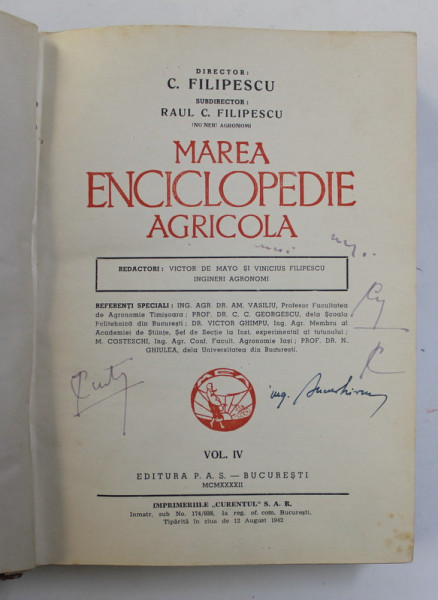 DIRECTOR:
C. FILIPESCU
SUBDIRECTOR:
RAUL C. FILIPESCU
INGINERI AGRONOMI
MAREA
ENCICLOPEDIE
AGRICOLA
REDACTORI: VICTOR DE MAYO ȘI VINICIUS FILIPESCU
INGINERI AGRONOMI
REFERENȚI SPECIALI: ING. AGR. DR. AM. VASILIU, Profesor Facultatea
de Agronomie Timișoara; PROF. DR. C. C. GEORGESCU, dela Școala
Politehnică din București; DR. VICTOR GHIMPU, Ing. Agr. Membru al
Academiei de Științe, Șef de Secție la Inst. experimental al tutunului;
M. COSTESCHI, Ing. Agr. Conf. Facult. Agronomie Iași; PROF. DR. N.
GHIULEA, dela Universitatea din București.
ing.
VOL. IV
EDITURA P. A. S. — BUCUREȘTI
MCMXXXXII
IMPRIMERIILE „CURENTUL" S. A. R.
Inmatr. sub No. 174/938, la reg. of. com. București.
Tipărită în ziua de 12 August 1942